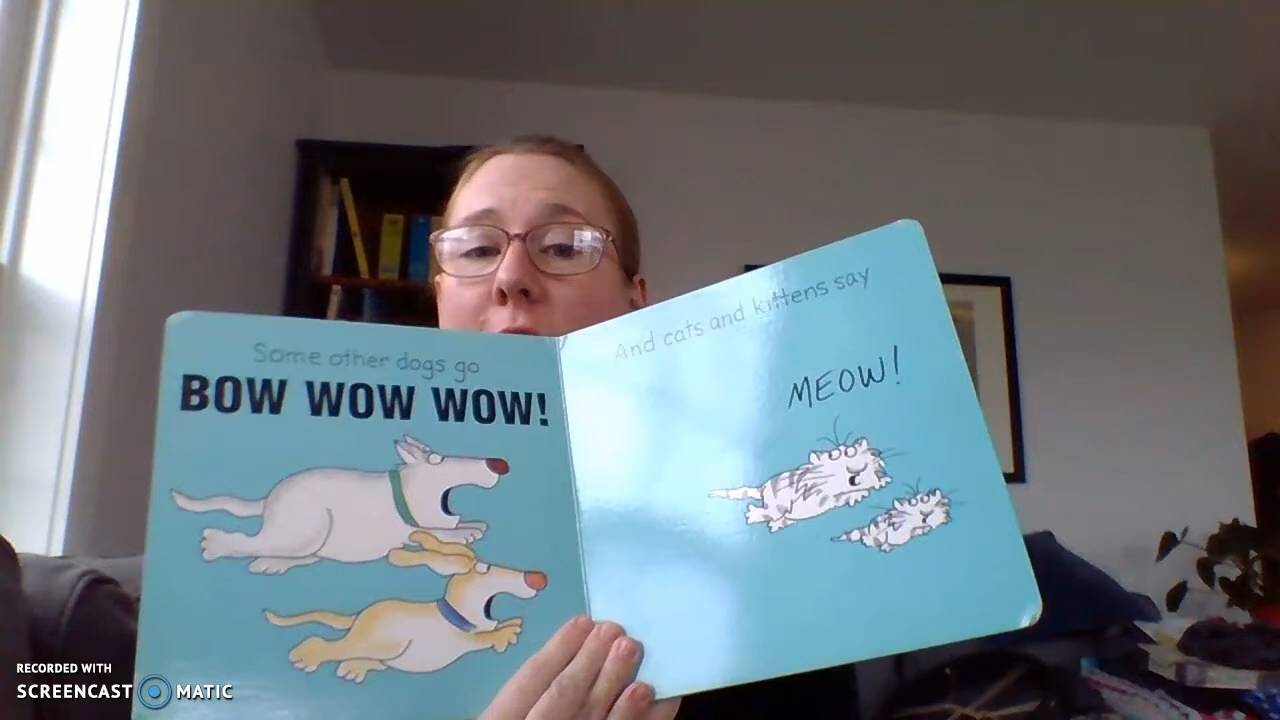 Some other dogs go
BOW WOW WOW!
And cats and kittens say
MEOW!
RECORDED WITH
SCREENCAST MATIC